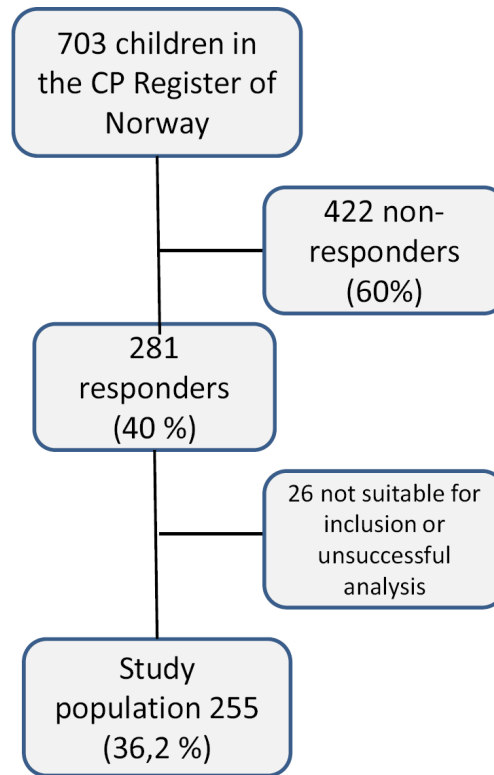 703 children in
the CP Register of
Norway
422 non-
responders
(60%)
281
responders
(40 %)
26 not suitable for
inclusion or
unsuccessful
analysis
Study
population 255
(36,2 %)